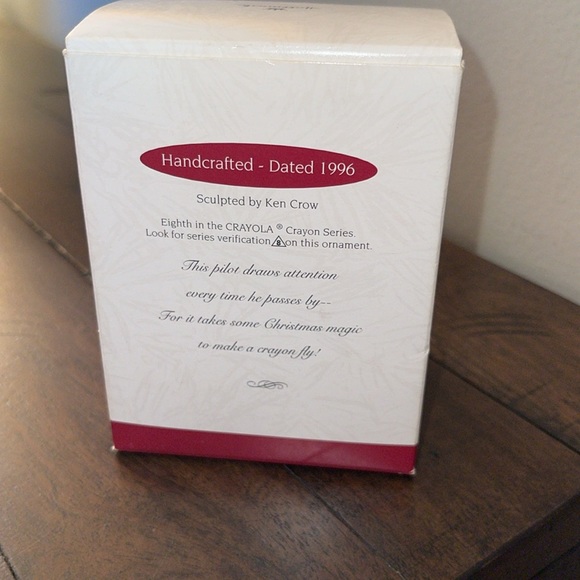 Handcrafted - Dated 1996
Sculpted by Ken Crow
Eighth in the CRAYOLA ® Crayon Series.
Look for series verification 8 on this ornament.
This pilot draws attention
every time he passes by--
For it takes some Christmas magic
to make a crayon fly!